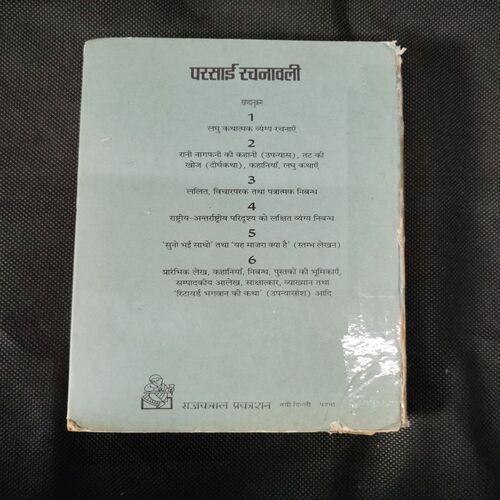 परसाई रचनावली
खण्डानुक्रम
1
लघु कथात्मक व्यंग्य रचनाएँ
2
रानी नागफनी की कहानी (उपन्यास), तट की
खोज (दीर्घकथा), कहानियाँ, लघु कथाएँ
3
ललित, विचारपरक तथा पत्रात्मक निबन्ध
4
राष्ट्रीय-अन्तर्राष्ट्रीय परिदृश्य को लक्षित व्यंग्य निबन्ध
5
'सुनो भई साधो' तथा 'यह माजरा क्या है' (स्तम्भ लेखन)
6
प्रारंभिक लेख, कहानियाँ, निबन्ध, पुस्तकों की भूमिकाएँ,
सम्पादकीय आलेख, साक्षात्कार, व्याख्यान तथा
'रिटायर्ड भगवान की कथा' (उपन्यासांश) आदि
राजकमल प्रकाशन नयी दिल्ली पटना